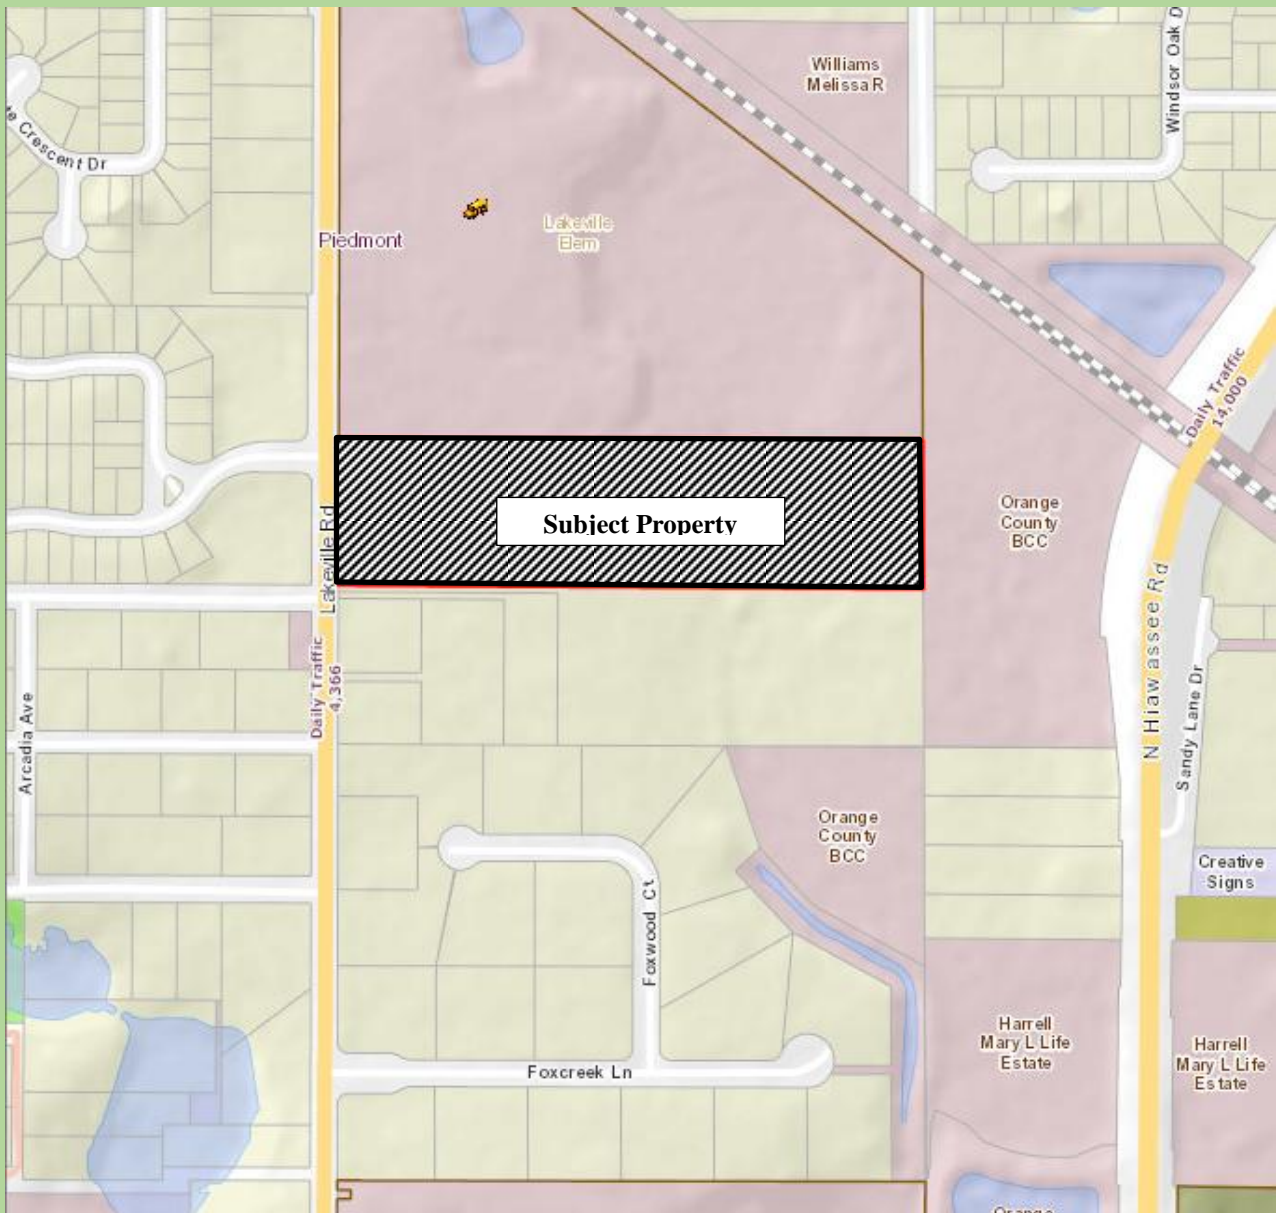 Williams
Melissa R
Windsor Oak D
te Crescent Dr
Piedmont
Lakeville
Elem
Daily Traffic
14,000
Subject Property
Orange
County
BCC
Lakeville Rd
N Hiawassee Rd
Daily Traffic
4,366
Arcadia Ave
Sandy Lane Dr
Orange
County
BCC
Creative
Signs
Foxwood Ct
Harrell
Mary L Life
Estate
Harrell
Mary L Life
Estate
Foxcreek Ln
Orange